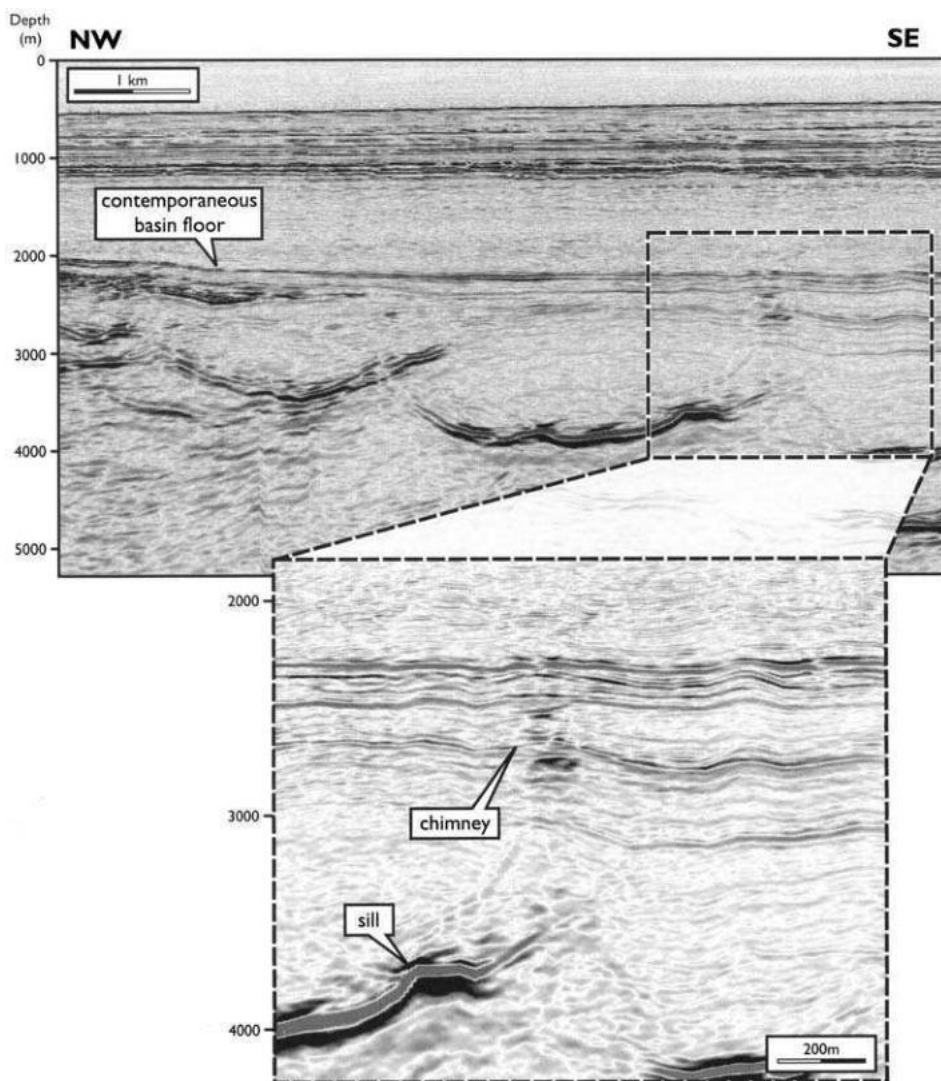 Depth
(m)
NW
SE
0
1 km
1000
contemporaneous
basin floor
2000
3000
4000
5000
2000
chimney
3000
sill
4000
200m